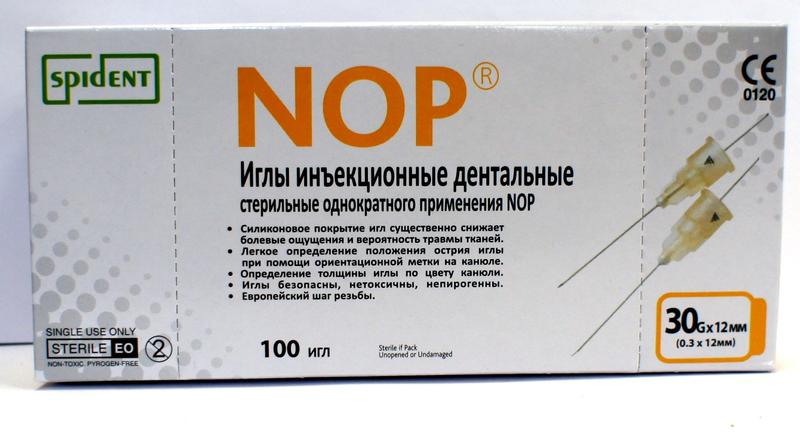 SPIDENT
NOP®
CE
0120
Иглы инъекционные дентальные
стерильные однократного применения NOP
• Силиконовое покрытие игл существенно снижает
болевые ощущения и вероятность травмы тканей.
• Легкое определение положения острия иглы
при помощи ориентационной метки на канюле.
• Определение толщины иглы по цвету канюли.
• Иглы безопасны, нетоксичны, непирогенны.
• Европейский шаг резьбы.
SINGLE USE ONLY
STERILE EO 2
NON-TOXIC PYROGEN-FREE
100 игл
Sterile if Pack
Unopened or Undamaged
30G x 12мм
(0.3 x 12мм)